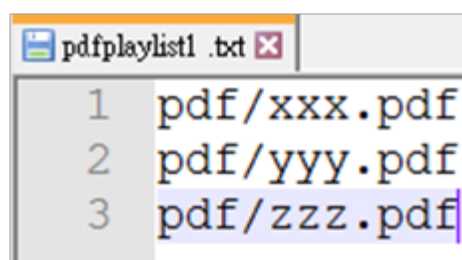 pdfplaylist1 .txt
1 pdf/xxx.pdf
2 pdf/yyy.pdf
3 pdf/zzz.pdf